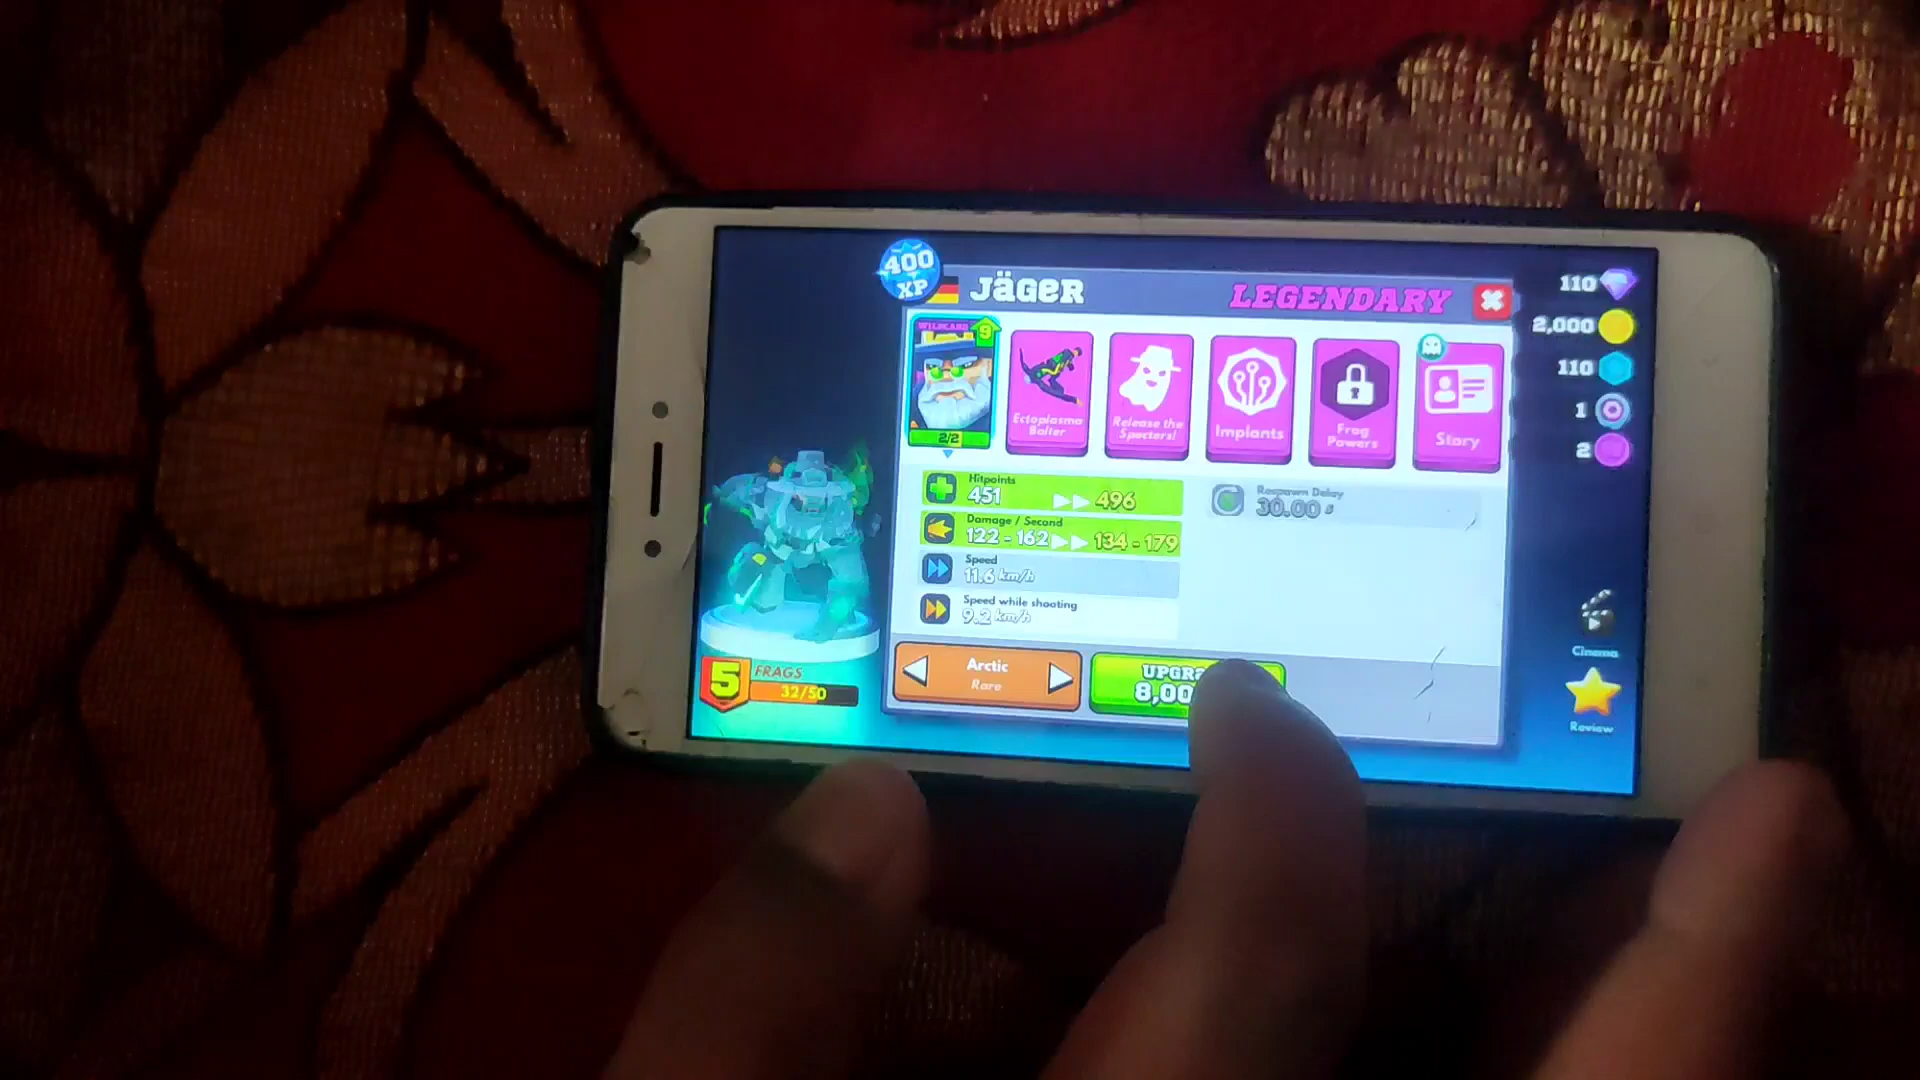 400
XP
JÄGER
LEGENDARY
110
2,000
110
1
2
WILDCARD
9
2/2
Ectoplasma
Balter
Release the
Specters!
Implants
Frag
Powers
Story
Hitpoints
451
496
Damage / Second
122 - 162
134 - 179
Speed
11.6 km/h
Speed while shooting
9.2 km/h
Respawn Delay
30.00 s
5
FRAGS
32/50
Arctic
Rare
Cinema
Review